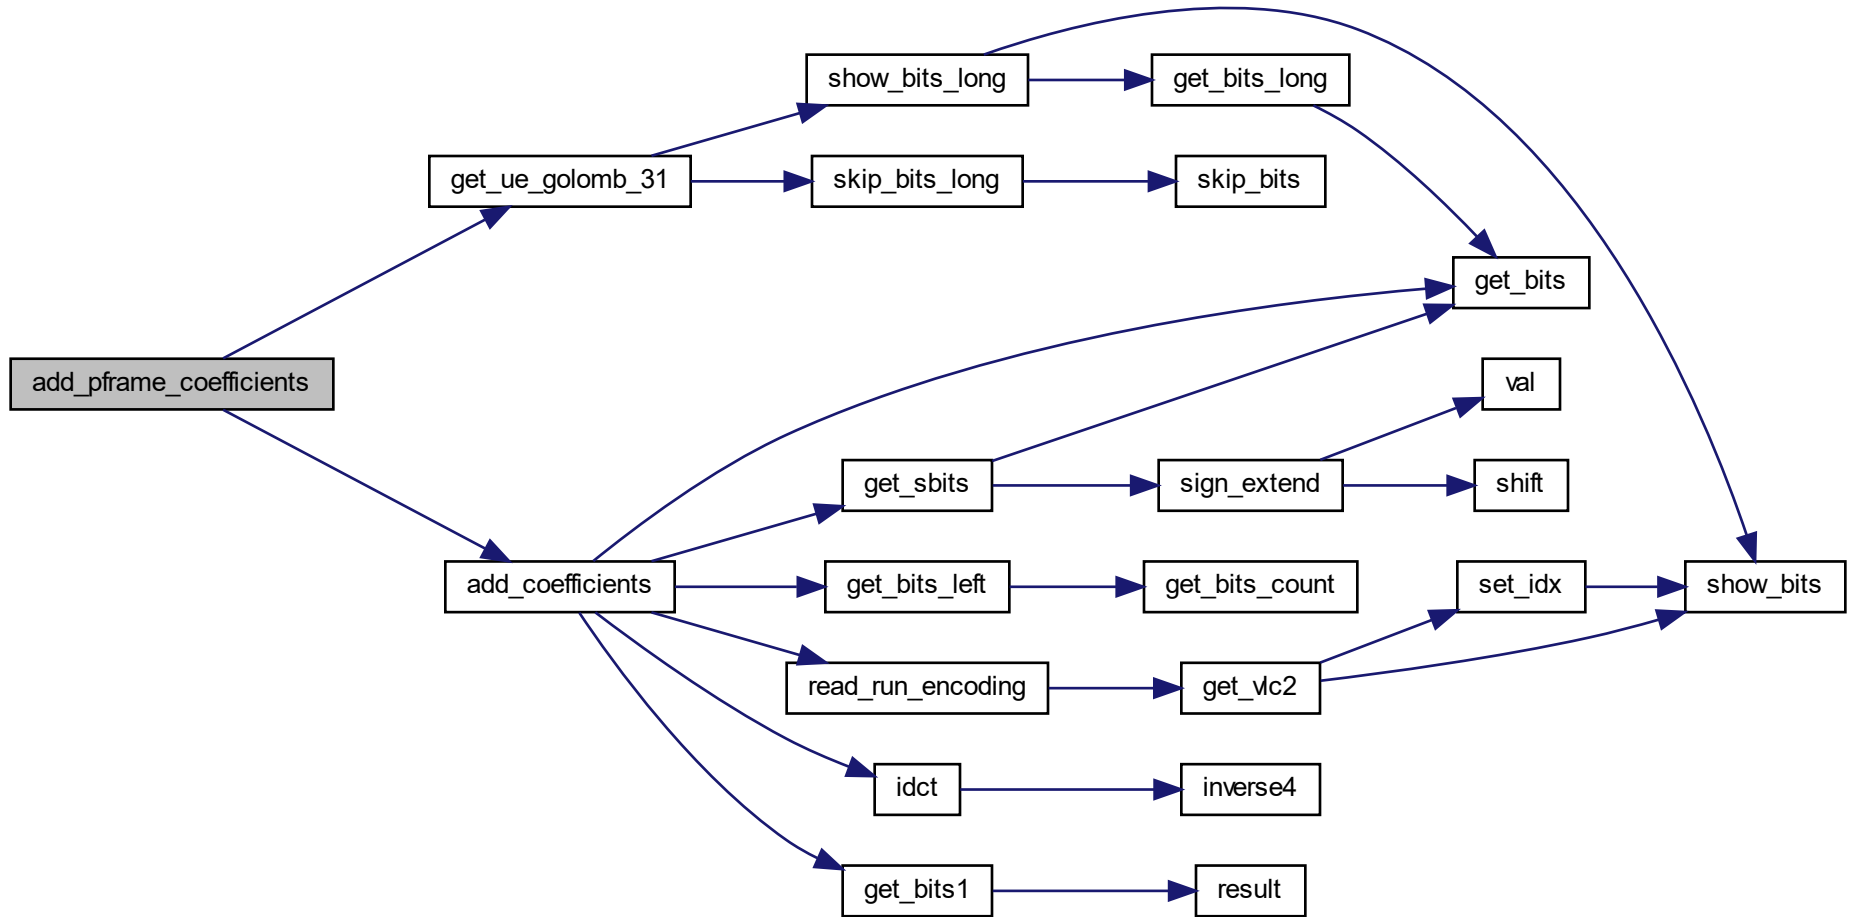 show_bits_long
get_bits_long
get_ue_golomb_31
skip_bits_long
skip_bits
get_bits
add_pframe_coefficients
val
get_sbits
sign_extend
shift
add_coefficients
get_bits_left
get_bits_count
set_idx
show_bits
read_run_encoding
get_vlc2
idct
inverse4
get_bits1
result